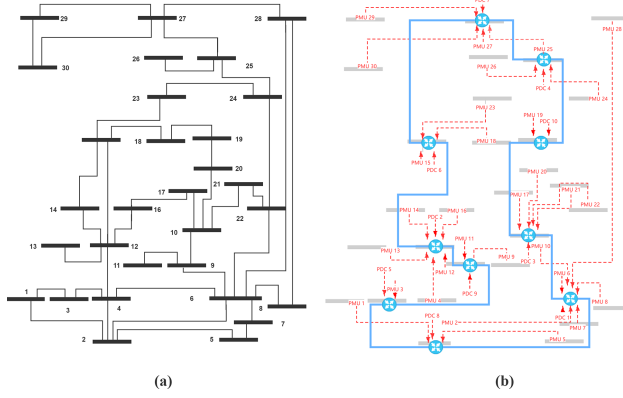 29
27
28
30
26
25
23
24
18
19
20
17
21
14
16
22
13
12
10
11
9
1
3
4
6
8
7
2
5
(a)
PMU 29
PMU 28
PMU 27
PMU 25
PMU 30
PMU 26
PDC 4
PMU 24
PMU 23
PMU 19
PDC 10
PMU 18
PMU 15
PDC 6
PMU 20
PMU 21
PMU 17
PMU 22
PMU 14
PMU 16
PDC 2
PMU 11
PMU 13
PMU 10
PMU 9
PDC 3
PMU 12
PDC 5
PMU 3
PDC 9
PMU 1
PMU 4
PMU 8
PDC 8
PMU 2
PDC 1
PMU 7
PMU 5
(b)